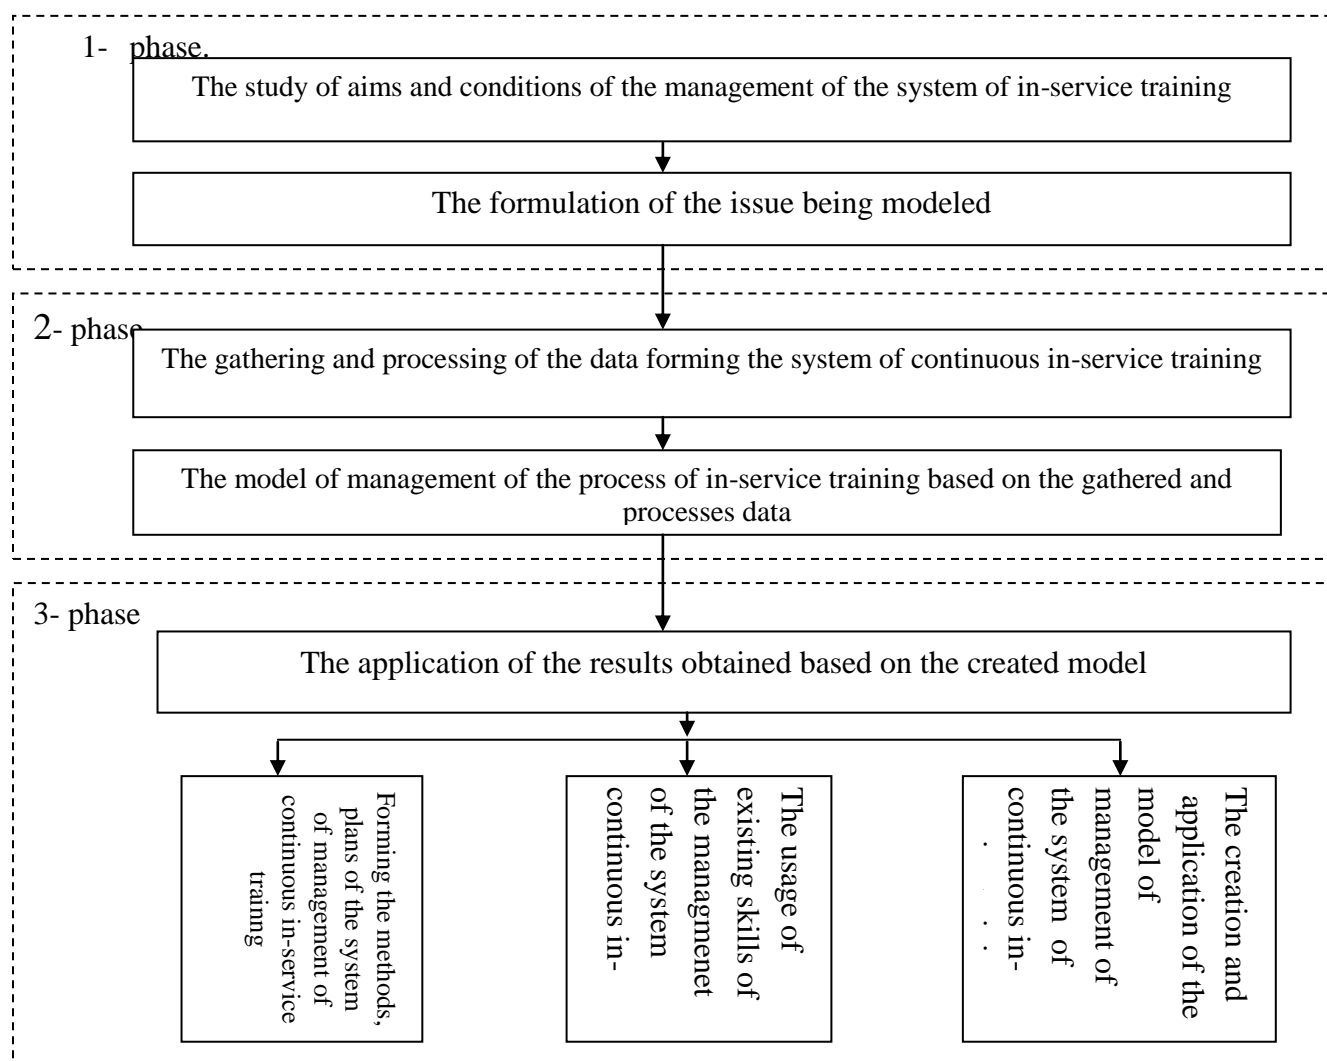 1- phase.
The study of aims and conditions of the management of the system of in-service training
The formulation of the issue being modeled
2- phase
The gathering and processing of the data forming the system of continuous in-service training
The model of management of the process of in-service training based on the gathered and
processes data
3- phase
The application of the results obtained based on the created model
Forming the methods,
plans of the system
of management of
continuous in-service
trainng
The usage of
existing skills of
the managmenet
of the system
continuous in-
The creation and
application of the
model of
management of
the system of
continuous in-